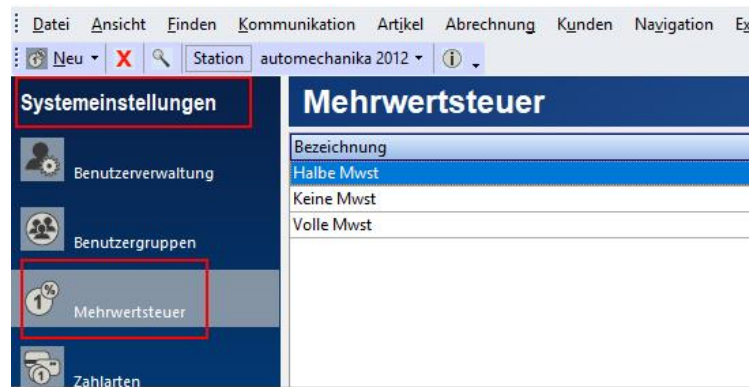 Datei Ansicht Finden Kommunikation Artikel Abrechnung Kunden Navigation
Neu Station automechanika 2012
Systemeinstellungen
Mehrwertsteuer
Bezeichnung
Benutzerverwaltung
Halbe Mwst
Keine Mwst
Volle Mwst
Benutzergruppen
Mehrwertsteuer
Zahlarten